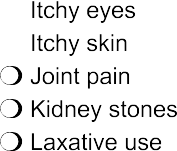 Itchy eyes
Itchy skin
Joint pain
Kidney stones
Laxative use